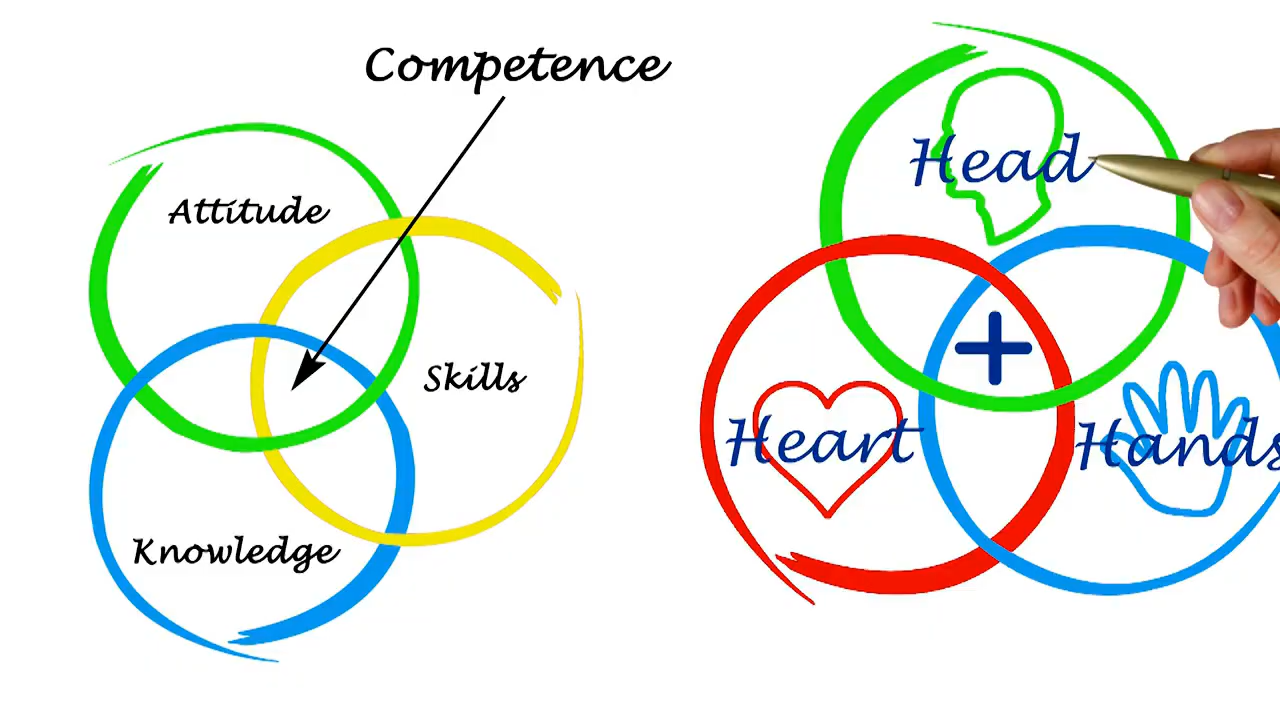 Competence
Attitude
Skills
Knowledge
Head
Heart
+
Hands